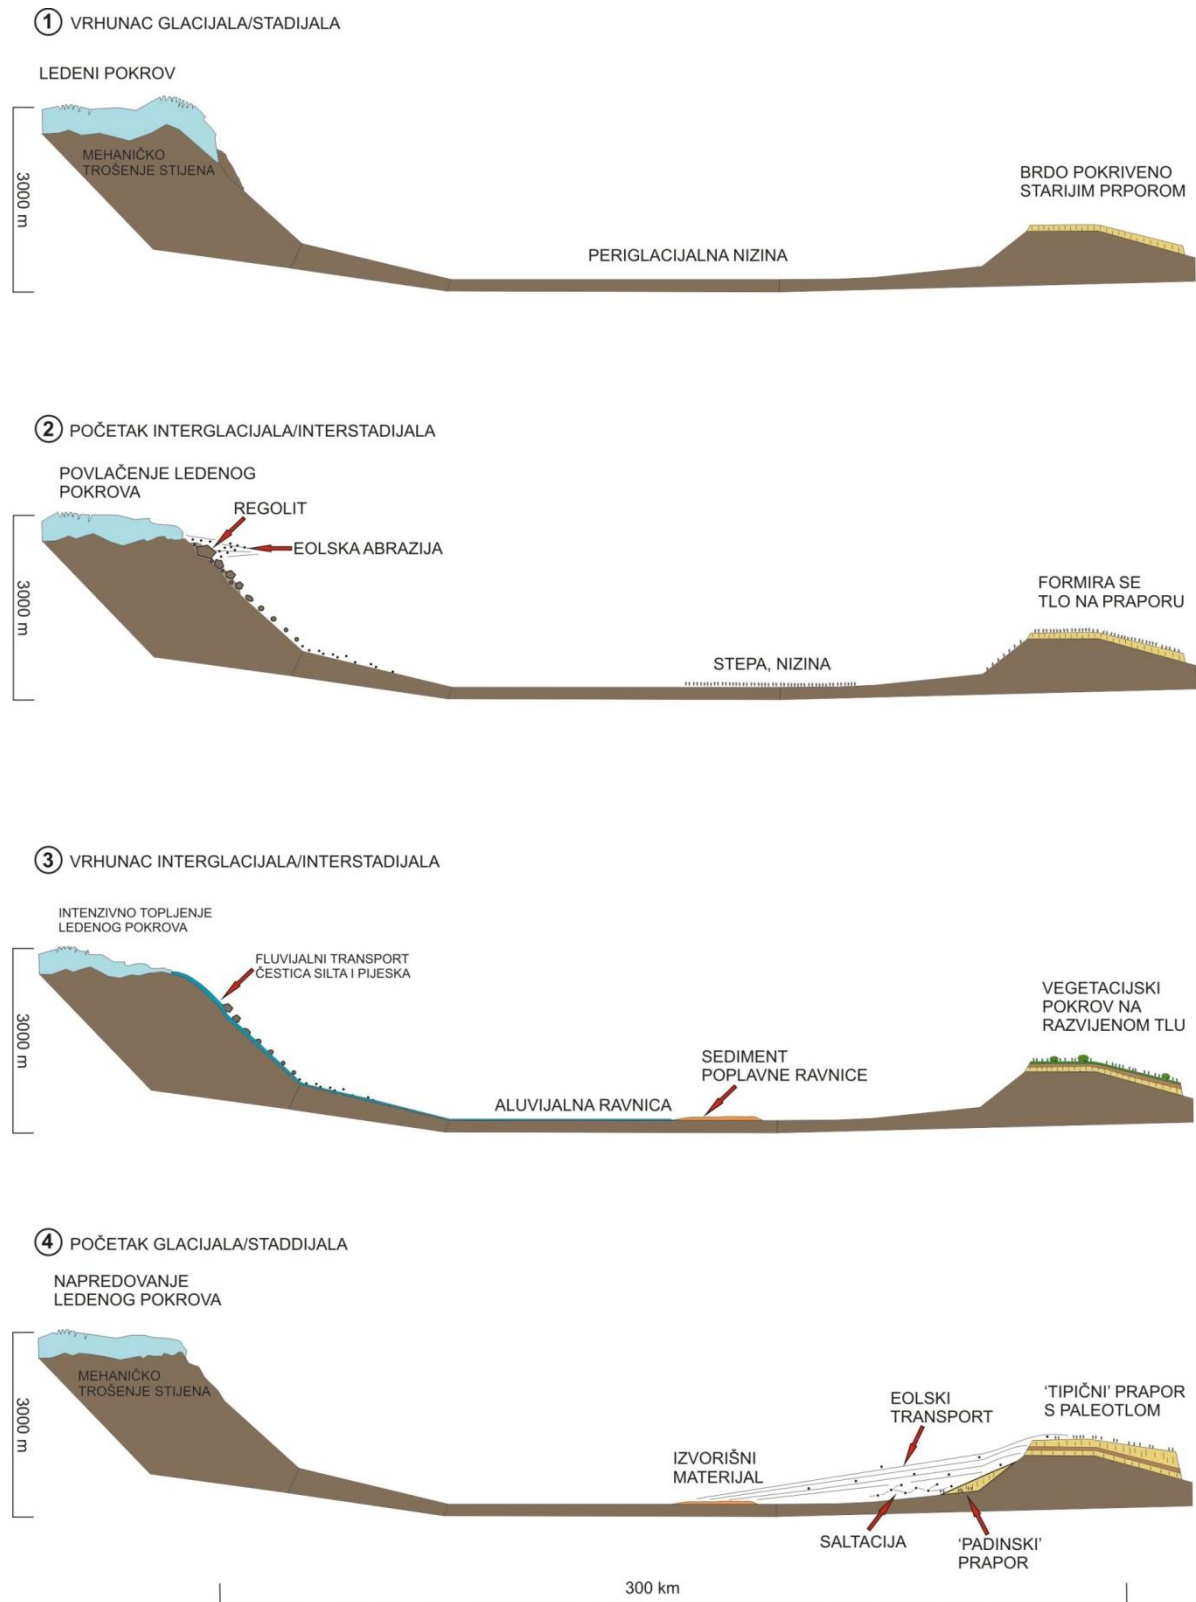 1 VRHUNAC GLACIJALA/STADIJALA
LEDENI POKROV
MEHANIČKO
TROŠENJE STIJENA
3000 m
PERIGLACIJALNA NIZINA
BRDO POKRIVENO
STARIJIM PRPOROM
2 POČETAK INTERGLACIJALA/INTERSTADIJALA
POVLAČENJE LEDENOG
POKROVA
REGOLIT
EOLSKA ABRAZIJA
3000 m
STEPA, NIZINA
FORMIRA SE
TLO NA PRAPORU
3 VRHUNAC INTERGLACIJALA/INTERSTADIJALA
INTENZIVNO TOPLJENJE
LEDENOG POKROVA
FLUVIJALNI TRANSPORT
ČESTICA SILTA I PIJESKA
3000 m
ALUVIJALNA RAVNICA
SEDIMENT
POPLAVNE RAVNICE
VEGETACIJSKI
POKROV NA
RAZVIJENOM TLU
4 POČETAK GLACIJALA/STADDIJALA
NAPREDOVANJE
LEDENOG POKROVA
MEHANIČKO
TROŠENJE STIJENA
3000 m
IZVORIŠNI
MATERIJAL
EOLSKI
TRANSPORT
'TIPIČNI' PRAPOR
S PALEOTLOM
SALTACIJA
'PADINSKI'
PRAPOR
300 km